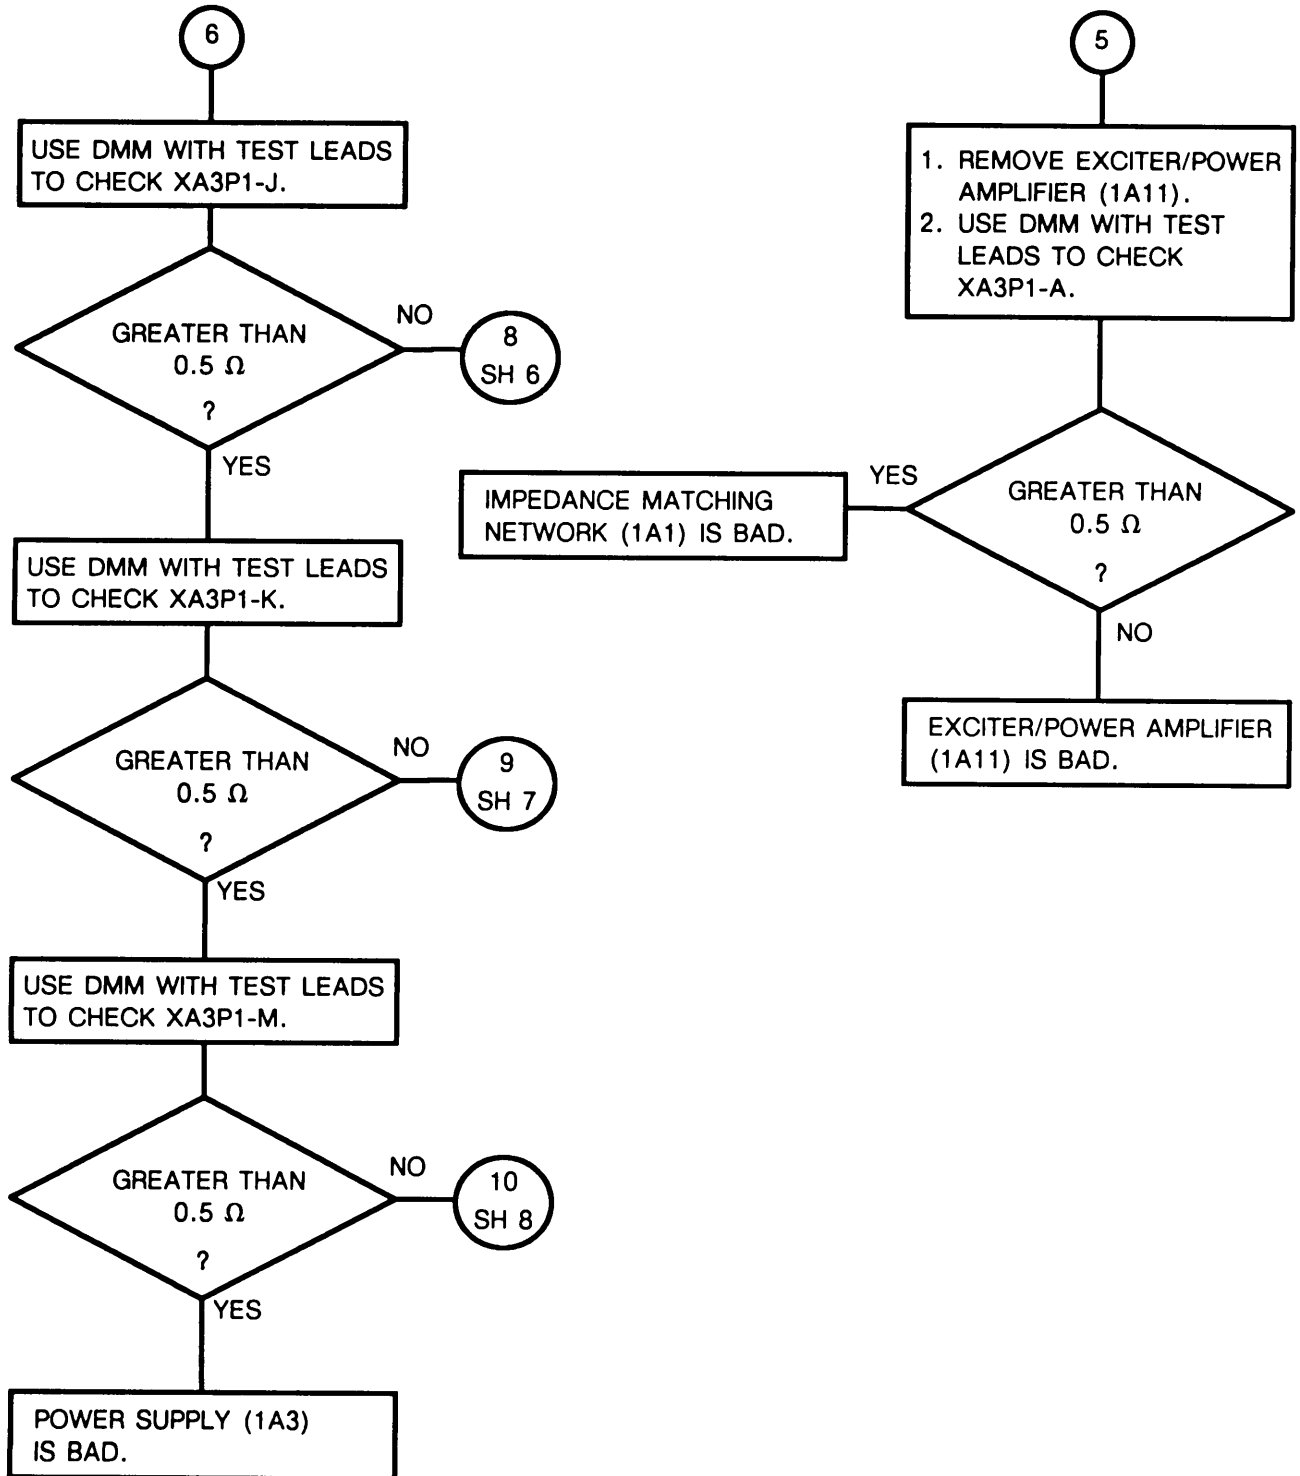 6
USE DMM WITH TEST LEADS
TO CHECK XA3P1-J.
GREATER THAN
0.5 Ω
?
NO
8
SH 6
YES
USE DMM WITH TEST LEADS
TO CHECK XA3P1-K.
GREATER THAN
0.5 Ω
?
NO
9
SH 7
YES
USE DMM WITH TEST LEADS
TO CHECK XA3P1-M.
GREATER THAN
0.5 Ω
?
NO
10
SH 8
YES
POWER SUPPLY (1A3)
IS BAD.
5
1. REMOVE EXCITER/POWER
AMPLIFIER (1A11).
2. USE DMM WITH TEST
LEADS TO CHECK
XA3P1-A.
GREATER THAN
0.5 Ω
?
YES
IMPEDANCE MATCHING
NETWORK (1A1) IS BAD.
NO
EXCITER/POWER AMPLIFIER
(1A11) IS BAD.